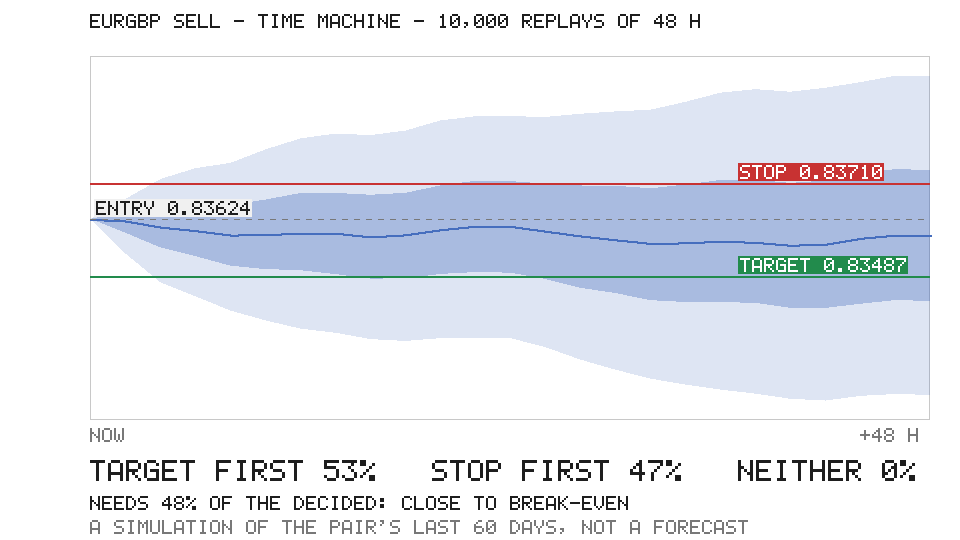 EURGBP SELL – TIME MACHINE – 10,000 REPLAYS OF 48 H
STOP 0.83710
ENTRY 0.83624
TARGET 0.83487
NOW +48 H
TARGET FIRST 53% STOP FIRST 47% NEITHER 0%
NEEDS 48% OF THE DECIDED: CLOSE TO BREAK-EVEN
A SIMULATION OF THE PAIR'S LAST 60 DAYS, NOT A FORECAST